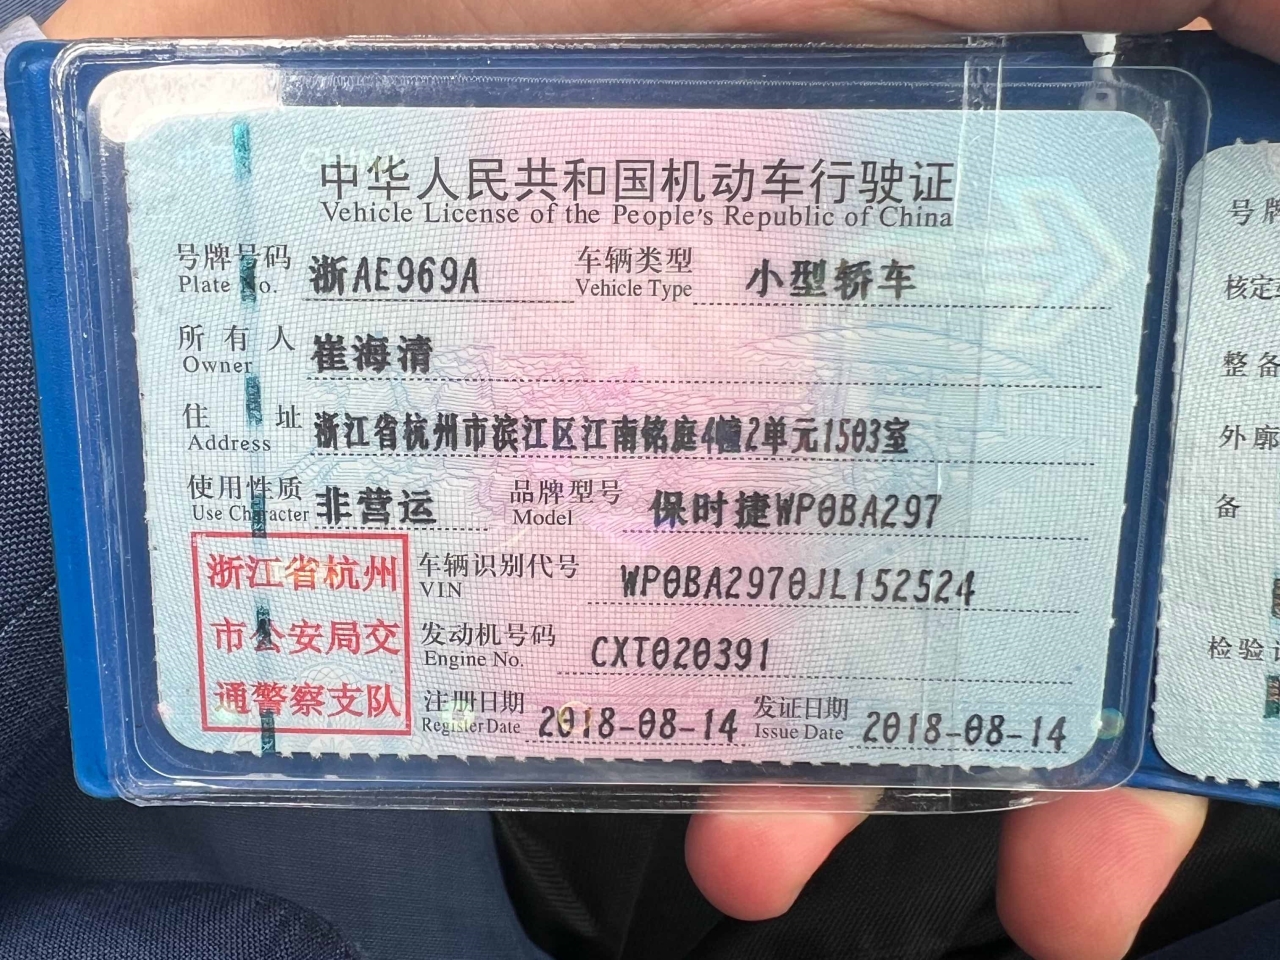 中华人民共和国机动车行驶证
Vehicle License of the People's Republic of China
号牌号码 浙AE969A 车辆类型 小型轿车
Plate No. Vehicle Type
所有人 崔海清
Owner
住址 浙江省杭州市滨江区江南铭庭4幢2单元1503室
Address
使用性质 非营运 品牌型号 保时捷WP0BA297
Use Character Model
浙江省杭州
市公安局交
通警察支队
车辆识别代号 WP0BA2970JL152524
VIN
发动机号码 CXT020391
Engine No.
注册日期 2018-08-14 发证日期 2018-08-14
Register Date Issue Date
号牌
核定
整备
外廓
备
检验